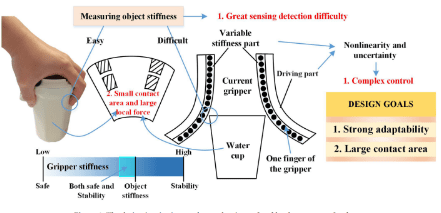 Measuring object stiffness
1. Great sensing detection difficulty
Easy
Difficult
Variable
stiffness part
Nonlinearity and
uncertainty
2. Small contact
area and large
local force
Current
gripper
Driving part
1. Complex control
DESIGN GOALS
1. Strong adaptability
2. Large contact area
Low
High
Gripper stiffness
Safe
Both safe and
Stability
Object
stiffness
Stability
Water
cup
One finger of
the gripper